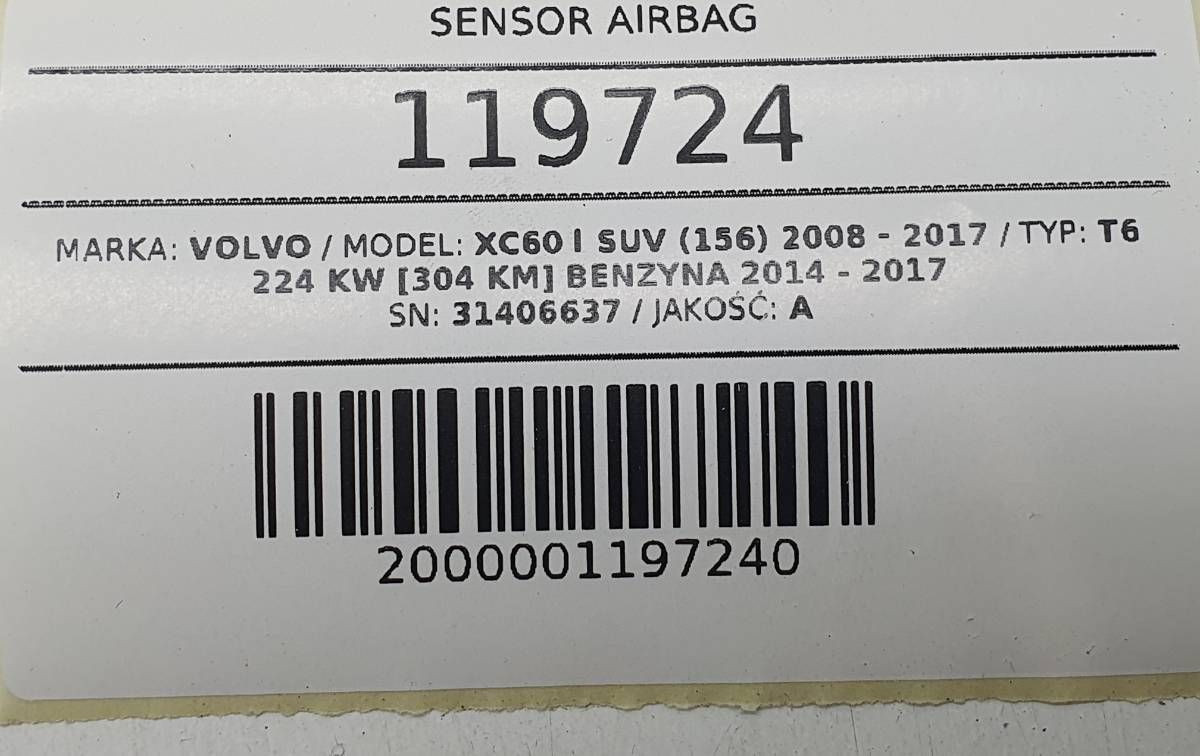 SENSOR AIRBAG
119724
MARKA: VOLVO / MODEL: XC60 I SUV (156) 2008 - 2017 / TYP: T6
224 KW [304 KM] BENZYNA 2014 - 2017
SN: 31406637 / JAKOŚĆ: A
2000001197240